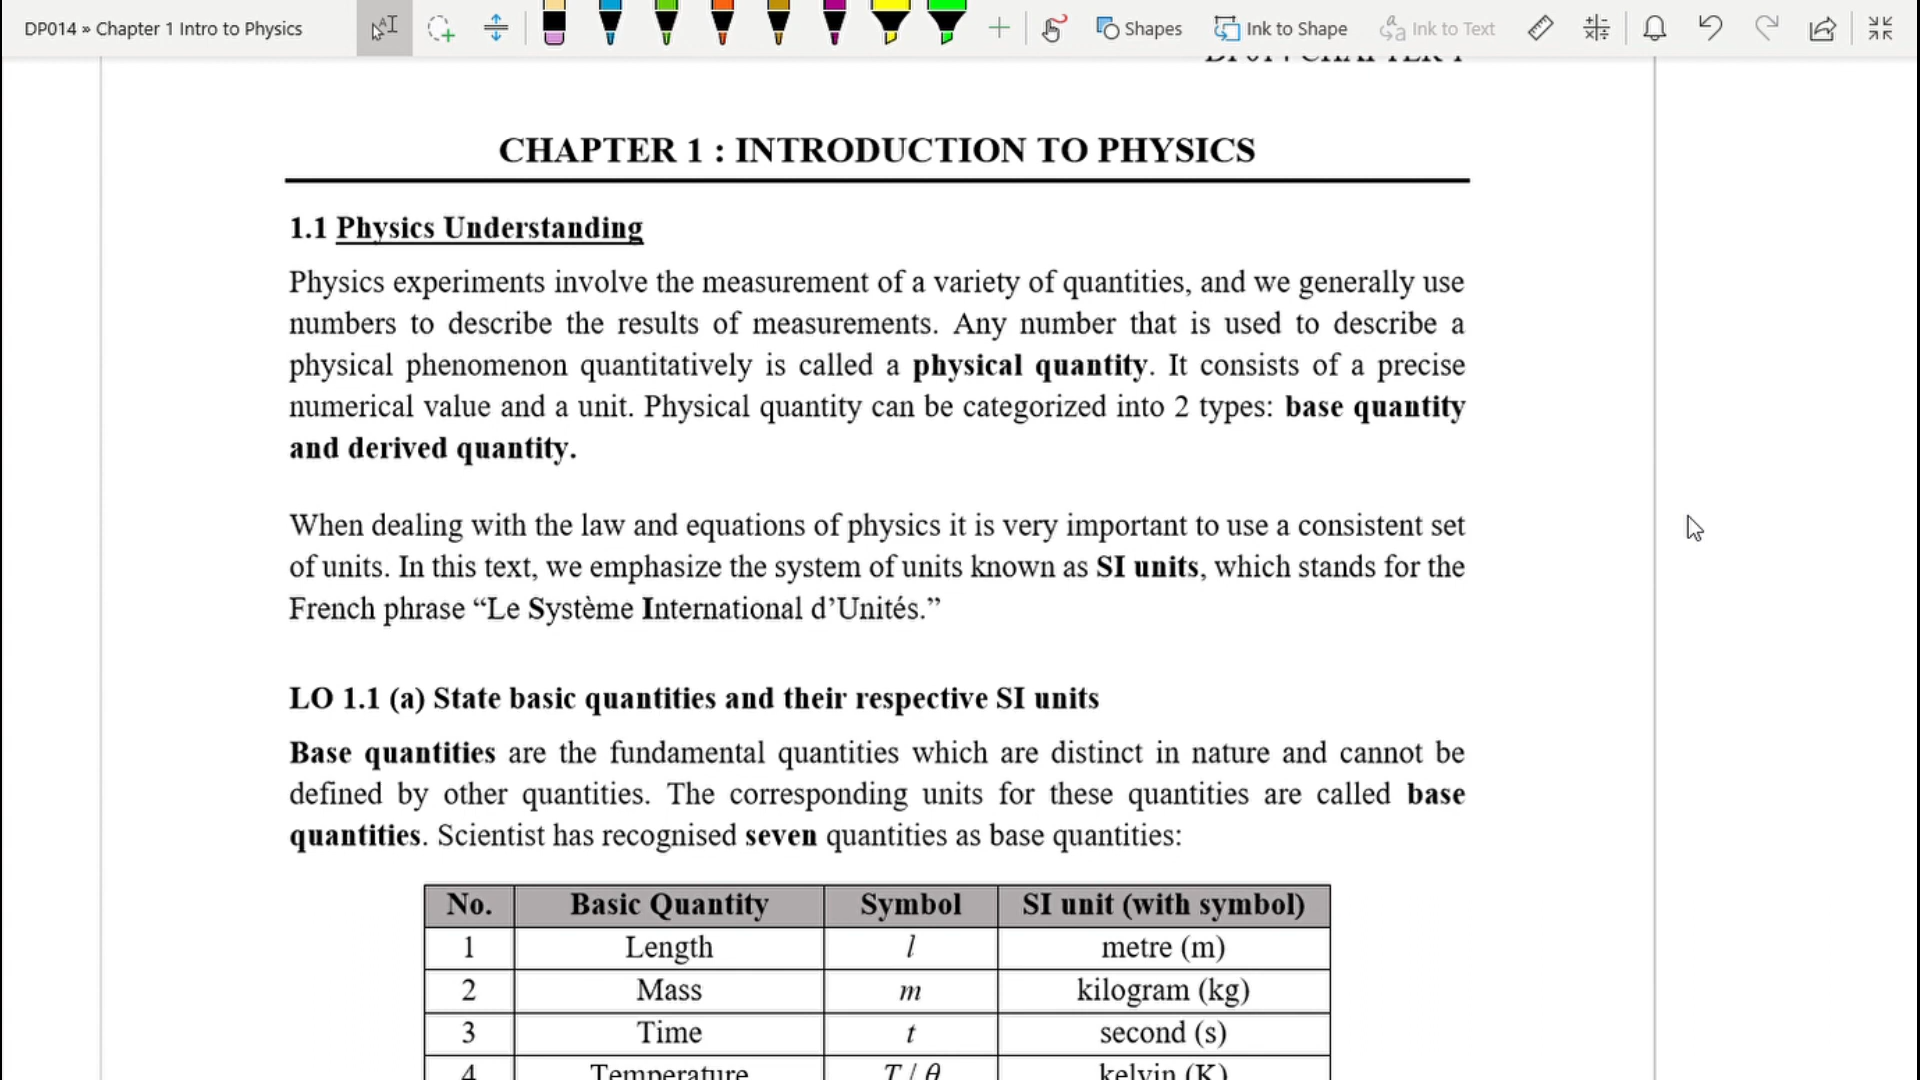 DP014 » Chapter 1 Intro to Physics
Shapes
Ink to Shape
Ink to Text
CHAPTER 1 : INTRODUCTION TO PHYSICS
1.1 Physics Understanding
Physics experiments involve the measurement of a variety of quantities, and we generally use
numbers to describe the results of measurements. Any number that is used to describe a
physical phenomenon quantitatively is called a physical quantity. It consists of a precise
numerical value and a unit. Physical quantity can be categorized into 2 types: base quantity
and derived quantity.
When dealing with the law and equations of physics it is very important to use a consistent set
of units. In this text, we emphasize the system of units known as SI units, which stands for the
French phrase “Le Système International d’Unités.”
LO 1.1 (a) State basic quantities and their respective SI units
Base quantities are the fundamental quantities which are distinct in nature and cannot be
defined by other quantities. The corresponding units for these quantities are called base
quantities. Scientist has recognised seven quantities as base quantities:
No. Basic Quantity Symbol SI unit (with symbol)
1 Length l metre (m)
2 Mass m kilogram (kg)
3 Time t second (s)
4 Temperature T / θ kelvin (K)